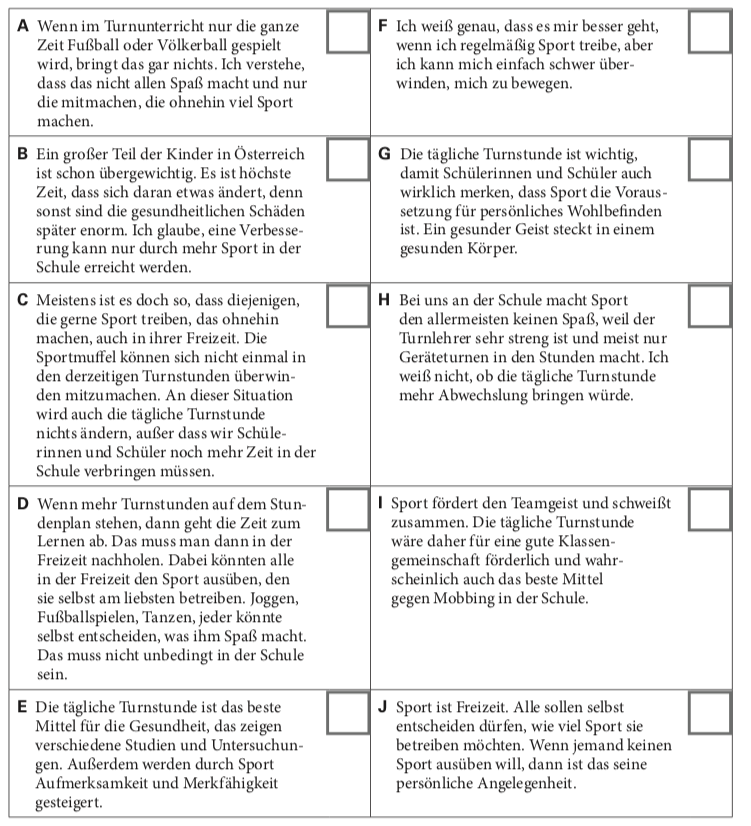 A Wenn im Turnunterricht nur die ganze
Zeit Fußball oder Völkerball gespielt
wird, bringt das gar nichts. Ich verstehe,
dass das nicht allen Spaß macht und nur
die mitmachen, die ohnehin viel Sport
machen.
B Ein großer Teil der Kinder in Österreich
ist schon übergewichtig. Es ist höchste
Zeit, dass sich daran etwas ändert, denn
sonst sind die gesundheitlichen Schäden
später enorm. Ich glaube, eine Verbesse-
rung kann nur durch mehr Sport in der
Schule erreicht werden.
C Meistens ist es doch so, dass diejenigen,
die gerne Sport treiben, das ohnehin
machen, auch in ihrer Freizeit. Die
Sportmuffel können sich nicht einmal in
den derzeitigen Turnstunden überwin-
den mitzumachen. An dieser Situation
wird auch die tägliche Turnstunde
nichts ändern, außer dass wir Schüle-
rinnen und Schüler noch mehr Zeit in der
Schule verbringen müssen.
D Wenn mehr Turnstunden auf dem Stun-
denplan stehen, dann geht die Zeit zum
Lernen ab. Das muss man dann in der
Freizeit nachholen. Dabei könnten alle
in der Freizeit den Sport ausüben, den
sie selbst am liebsten betreiben. Joggen,
Fußballspielen, Tanzen, jeder könnte
selbst entscheiden, was ihm Spaß macht.
Das muss nicht unbedingt in der Schule
sein.
E Die tägliche Turnstunde ist das beste
Mittel für die Gesundheit, das zeigen
verschiedene Studien und Untersuchun-
gen. Außerdem werden durch Sport
Aufmerksamkeit und Merkfähigkeit
gesteigert.
F Ich weiß genau, dass es mir besser geht,
wenn ich regelmäßig Sport treibe, aber
ich kann mich einfach schwer über-
winden, mich zu bewegen.
G Die tägliche Turnstunde ist wichtig,
damit Schülerinnen und Schüler auch
wirklich merken, dass Sport die Voraus-
setzung für persönliches Wohlbefinden
ist. Ein gesunder Geist steckt in einem
gesunden Körper.
H Bei uns an der Schule macht Sport
den allermeisten keinen Spaß, weil der
Turnlehrer sehr streng ist und meist nur
Geräteturnen in den Stunden macht. Ich
weiß nicht, ob die tägliche Turnstunde
mehr Abwechslung bringen würde.
I Sport fördert den Teamgeist und schweißt
zusammen. Die tägliche Turnstunde
wäre daher für eine gute Klassen-
gemeinschaft förderlich und wahr-
scheinlich auch das beste Mittel
gegen Mobbing in der Schule.
J Sport ist Freizeit. Alle sollen selbst
entscheiden dürfen, wie viel Sport sie
betreiben möchten. Wenn jemand keinen
Sport ausüben will, dann ist das seine
persönliche Angelegenheit.